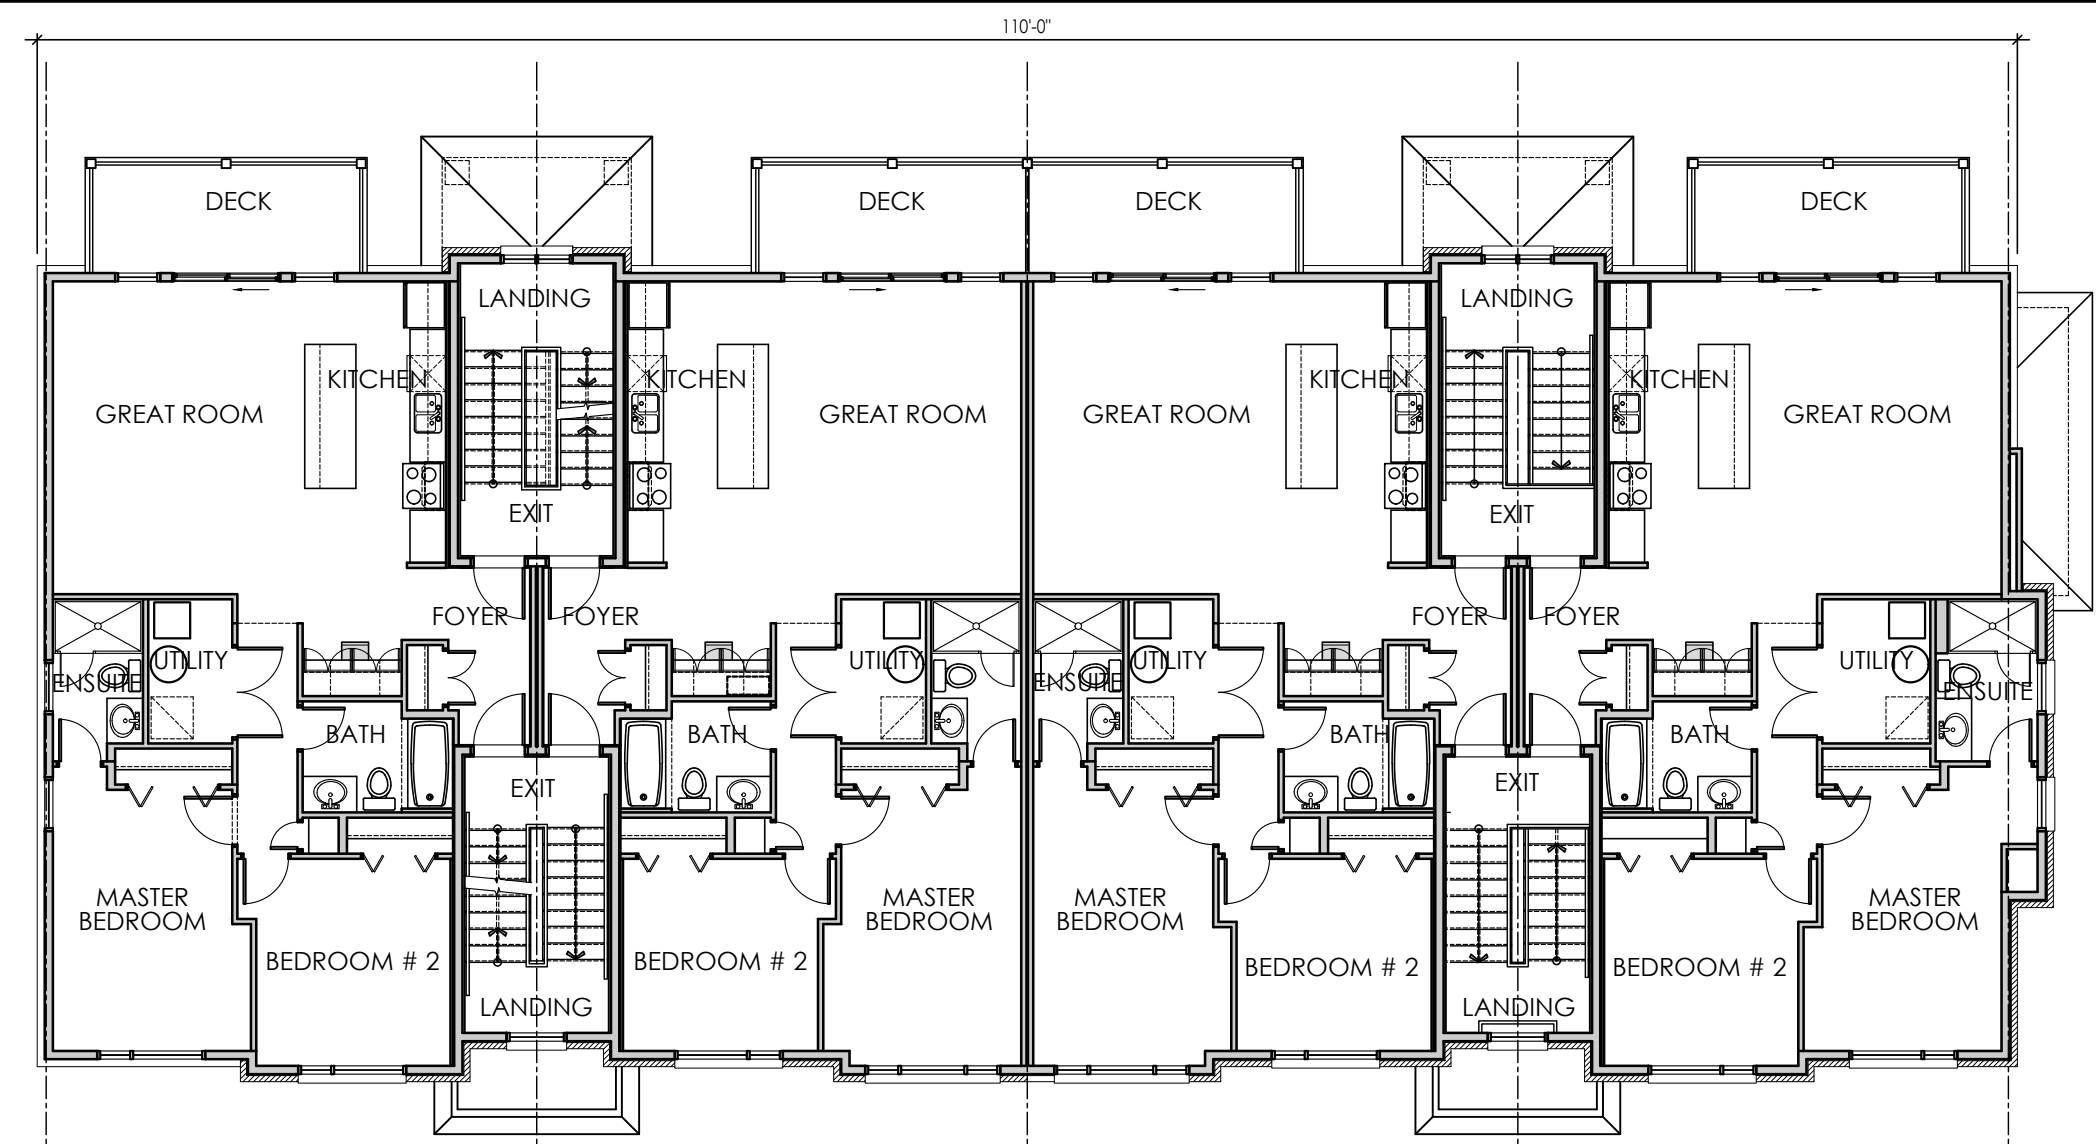 110'-0"
DECK
DECK
DECK
DECK
LANDING
LANDING
KITCHEN
KITCHEN
KITCHEN
KITCHEN
GREAT ROOM
GREAT ROOM
GREAT ROOM
GREAT ROOM
EXIT
EXIT
FOYER
FOYER
FOYER
FOYER
UTILITY
UTILITY
UTILITY
UTILITY
ENSUITE
ENSUITE
ENSUITE
BATH
BATH
BATH
BATH
EXIT
EXIT
MASTER
BEDROOM
MASTER
BEDROOM
MASTER
BEDROOM
MASTER
BEDROOM
BEDROOM # 2
BEDROOM # 2
BEDROOM # 2
BEDROOM # 2
LANDING
LANDING